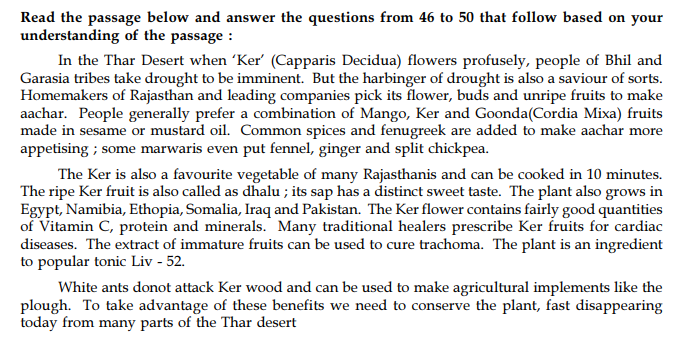 Read the passage below and answer the questions from 46 to 50 that follow based on your
understanding of the passage :
In the Thar Desert when ‘Ker’ (Capparis Decidua) flowers profusely, people of Bhil and
Garasia tribes take drought to be imminent. But the harbinger of drought is also a saviour of sorts.
Homemakers of Rajasthan and leading companies pick its flower, buds and unripe fruits to make
aachar. People generally prefer a combination of Mango, Ker and Goonda(Cordia Mixa) fruits
made in sesame or mustard oil. Common spices and fenugreek are added to make aachar more
appetising ; some marwaris even put fennel, ginger and split chickpea.
The Ker is also a favourite vegetable of many Rajasthanis and can be cooked in 10 minutes.
The ripe Ker fruit is also called as dhalu ; its sap has a distinct sweet taste. The plant also grows in
Egypt, Namibia, Ethopia, Somalia, Iraq and Pakistan. The Ker flower contains fairly good quantities
of Vitamin C, protein and minerals. Many traditional healers prescribe Ker fruits for cardiac
diseases. The extract of immature fruits can be used to cure trachoma. The plant is an ingredient
to popular tonic Liv - 52.
White ants donot attack Ker wood and can be used to make agricultural implements like the
plough. To take advantage of these benefits we need to conserve the plant, fast disappearing
today from many parts of the Thar desert